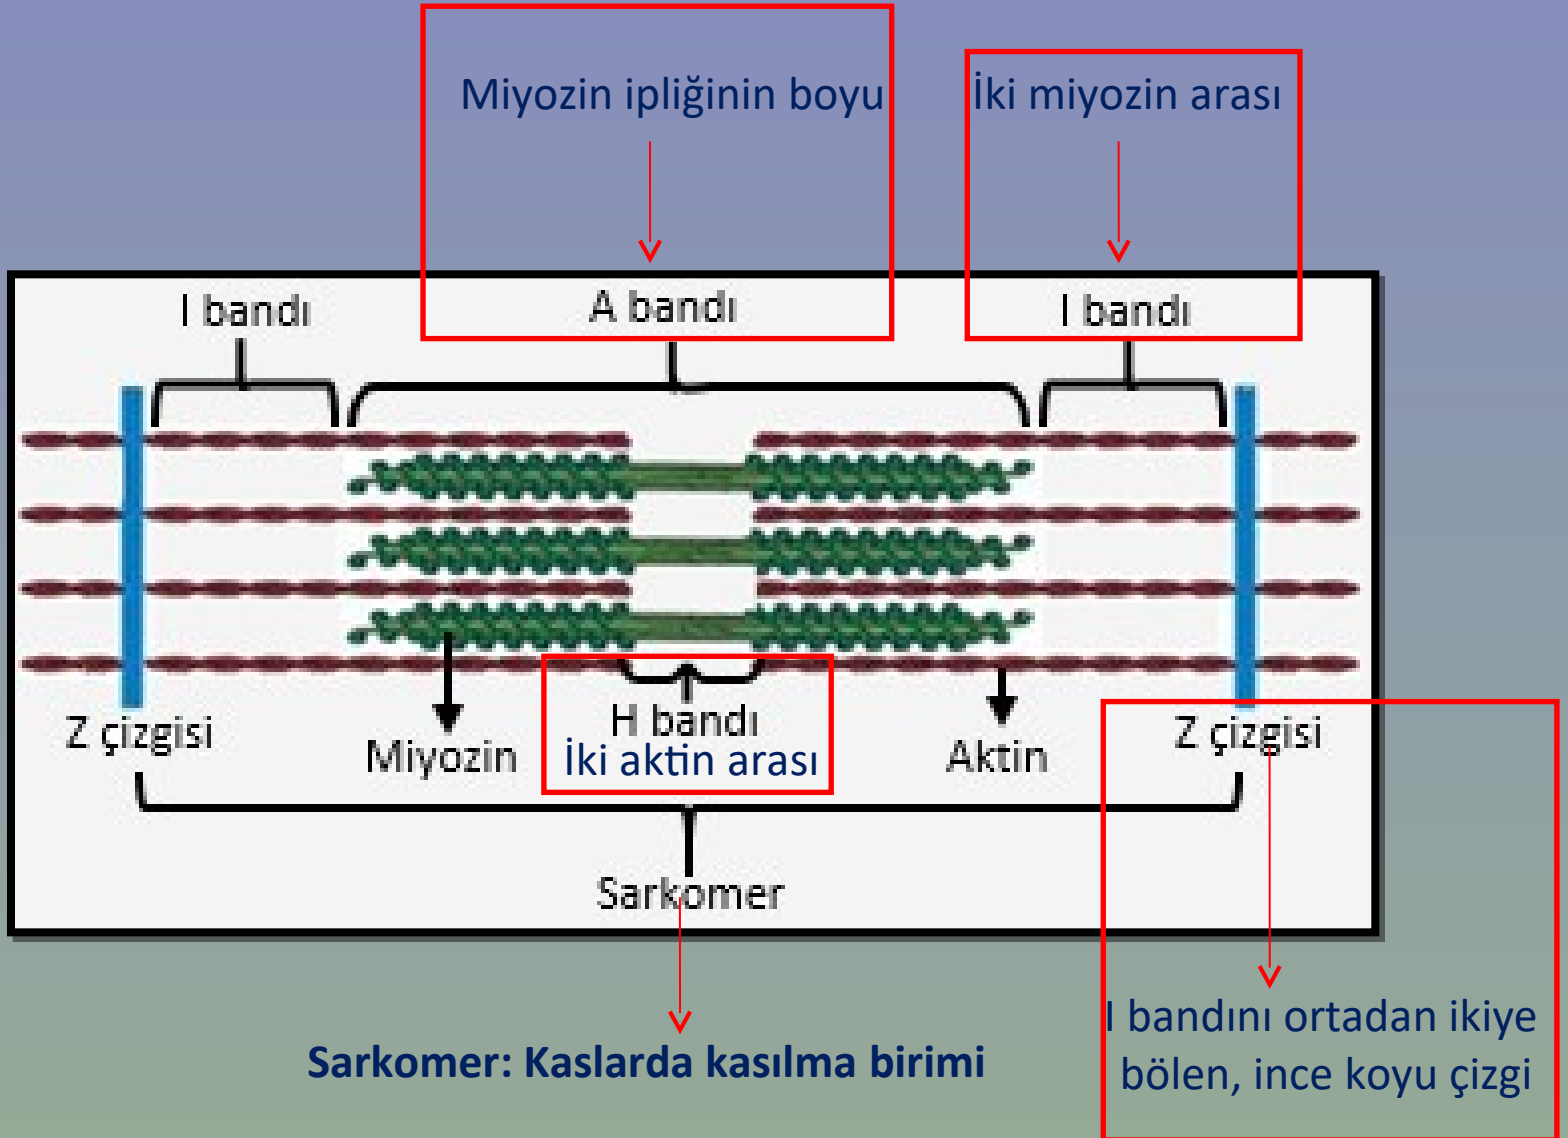 Miyozin ipliğinin boyu
İki miyozin arası
I bandı
A bandı
I bandı
Z çizgisi
Miyozin
H bandı
İki aktin arası
Aktin
Z çizgisi
Sarkomer
Sarkomer: Kaslarda kasılma birimi
I bandını ortadan ikiye
bölen, ince koyu çizgi